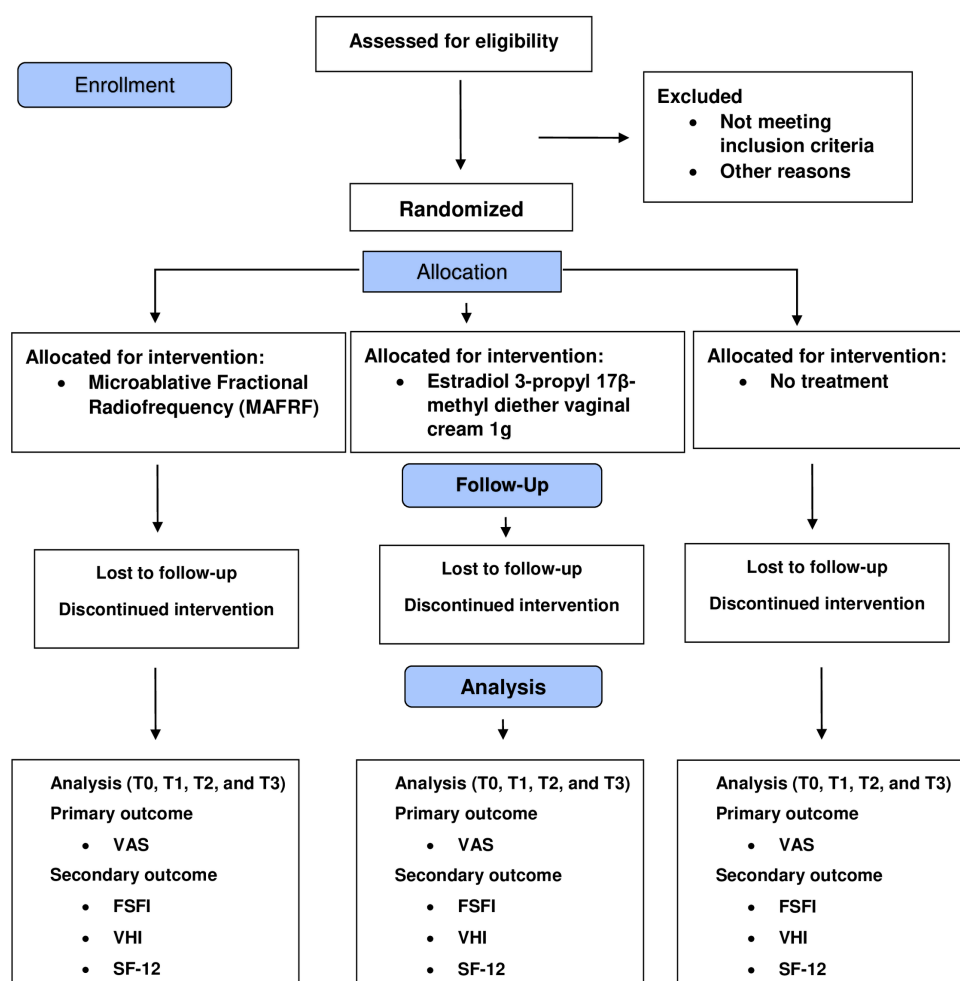 Assessed for eligibility
Enrollment
Excluded
• Not meeting
inclusion criteria
• Other reasons
Randomized
Allocation
Allocated for intervention:
• Microablative Fractional
Radiofrequency (MAFRF)
Allocated for intervention:
• Estradiol 3-propyl 17β-
methyl diether vaginal
cream 1g
Allocated for intervention:
• No treatment
Follow-Up
Lost to follow-up
Discontinued intervention
Lost to follow-up
Discontinued intervention
Lost to follow-up
Discontinued intervention
Analysis
Analysis (T0, T1, T2, and T3)
Primary outcome
• VAS
Secondary outcome
• FSFI
• VHI
• SF-12
Analysis (T0, T1, T2, and T3)
Primary outcome
• VAS
Secondary outcome
• FSFI
• VHI
• SF-12
Analysis (T0, T1, T2, and T3)
Primary outcome
• VAS
Secondary outcome
• FSFI
• VHI
• SF-12